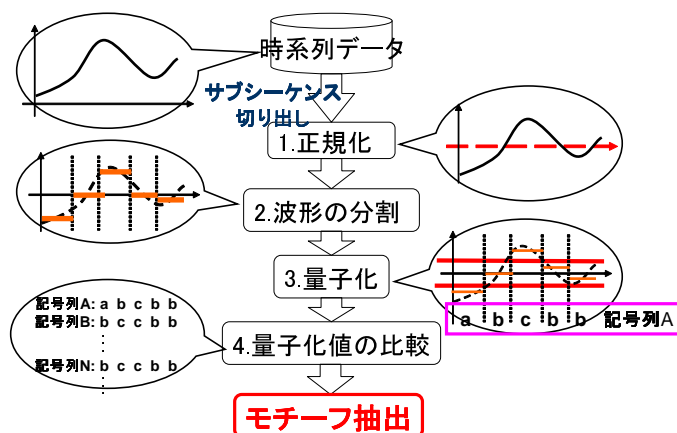 時系列データ
サブシーケンス
切り出し
1.正規化
2.波形の分割
3.量子化
a b c b b 記号列A
記号列A: a b c b b
記号列B: b c c b b
:
記号列N: b c c b b
:
4.量子化値の比較
モチーフ抽出